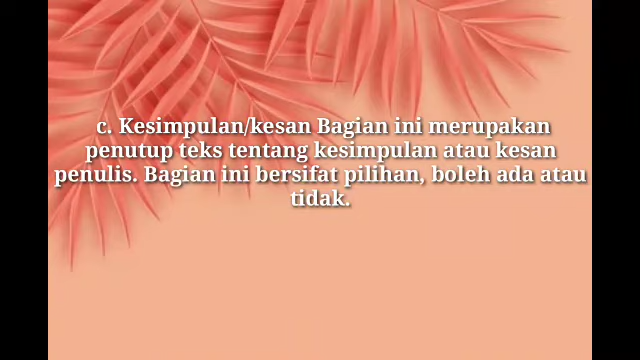 c. Kesimpulan/kesan Bagian ini merupakan
penutup teks tentang kesimpulan atau kesan
penulis. Bagian ini bersifat pilihan, boleh ada atau
tidak.